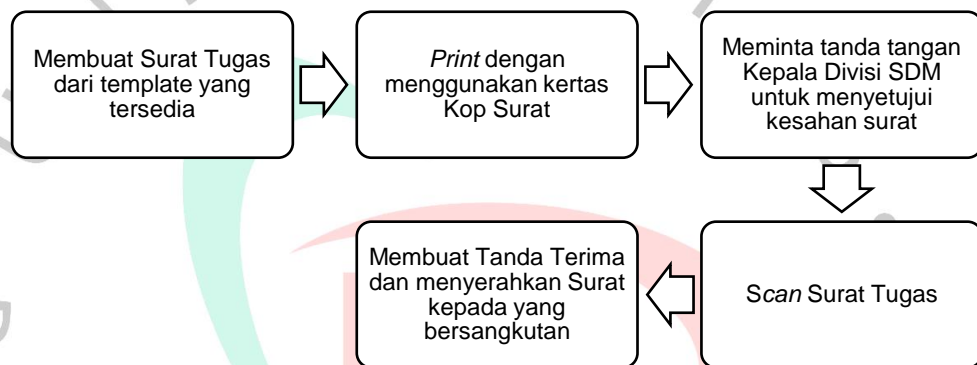 Membuat Surat Tugas
dari template yang
tersedia
Print dengan
menggunakan kertas
Kop Surat
Meminta tanda tangan
Kepala Divisi SDM
untuk menyetujui
kesahan surat
Scan Surat Tugas
Membuat Tanda Terima
dan menyerahkan Surat
kepada yang
bersangkutan